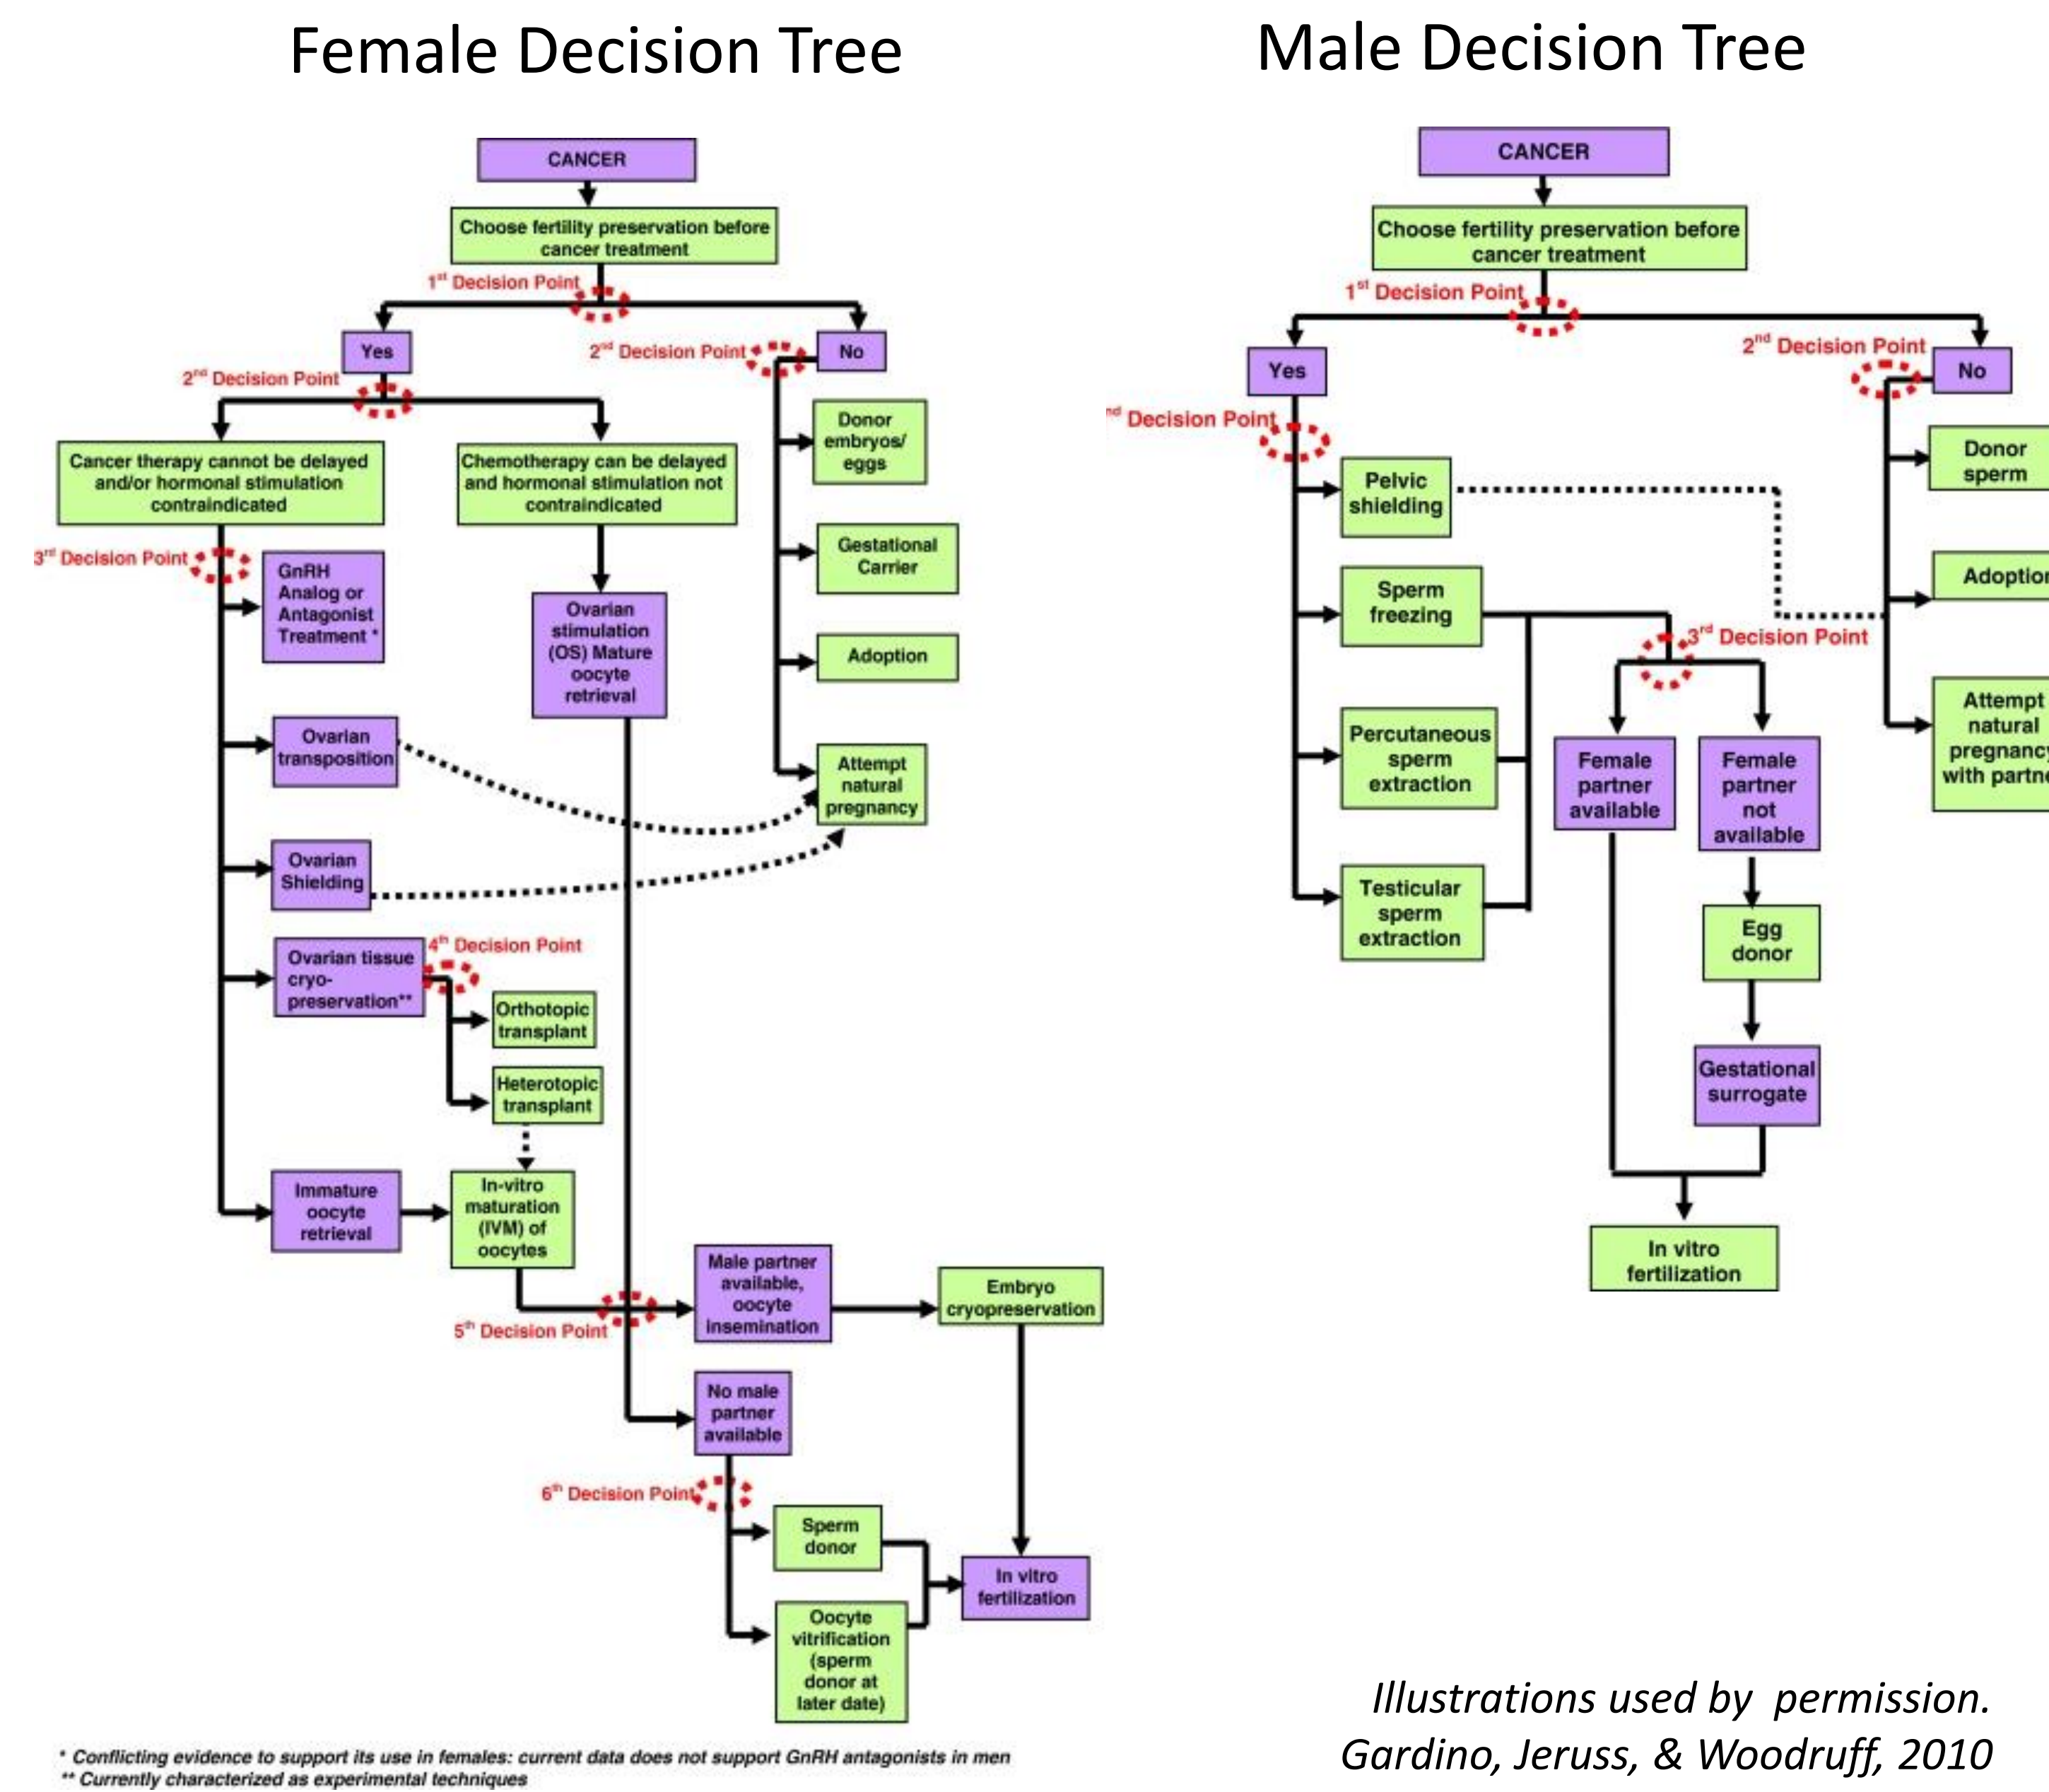 Female Decision Tree
CANCER
Choose fertility preservation before
cancer treatment
1st Decision Point
Yes
2nd Decision Point
No
2nd Decision Point
Donor
embryos/
eggs
Gestational
Carrier
Adoption
Attempt
natural
pregnancy
Cancer therapy cannot be delayed
and/or hormonal stimulation
contraindicated
Chemotherapy can be delayed
and hormonal stimulation not
contraindicated
3rd Decision Point
GnRH
Analog or
Antagonist
Treatment *
Ovarian
stimulation
(OS) Mature
oocyte
retrieval
Ovarian
transposition
Ovarian
Shielding
Ovarian tissue
cryo-
preservation**
4th Decision Point
Orthotopic
transplant
Heterotopic
transplant
Immature
oocyte
retrieval
In-vitro
maturation
(IVM) of
oocytes
5th Decision Point
Male partner
available,
oocyte
insemination
Embryo
cryopreservation
No male
partner
available
6th Decision Point
Sperm
donor
Oocyte
vitrification
(sperm
donor at
later date)
In vitro
fertilization
* Conflicting evidence to support its use in females: current data does not support GnRH antagonists in men
** Currently characterized as experimental techniques
Male Decision Tree
CANCER
Choose fertility preservation before
cancer treatment
1st Decision Point
Yes
nd Decision Point
2nd Decision Point
No
Donor
sperm
Adoption
Attempt
natural
pregnancy
with partne
Pelvic
shielding
Sperm
freezing
3rd Decision Point
Percutaneous
sperm
extraction
Testicular
sperm
extraction
Female
partner
available
Female
partner
not
available
Egg
donor
Gestational
surrogate
In vitro
fertilization
Illustrations used by permission.
Gardino, Jeruss, & Woodruff, 2010